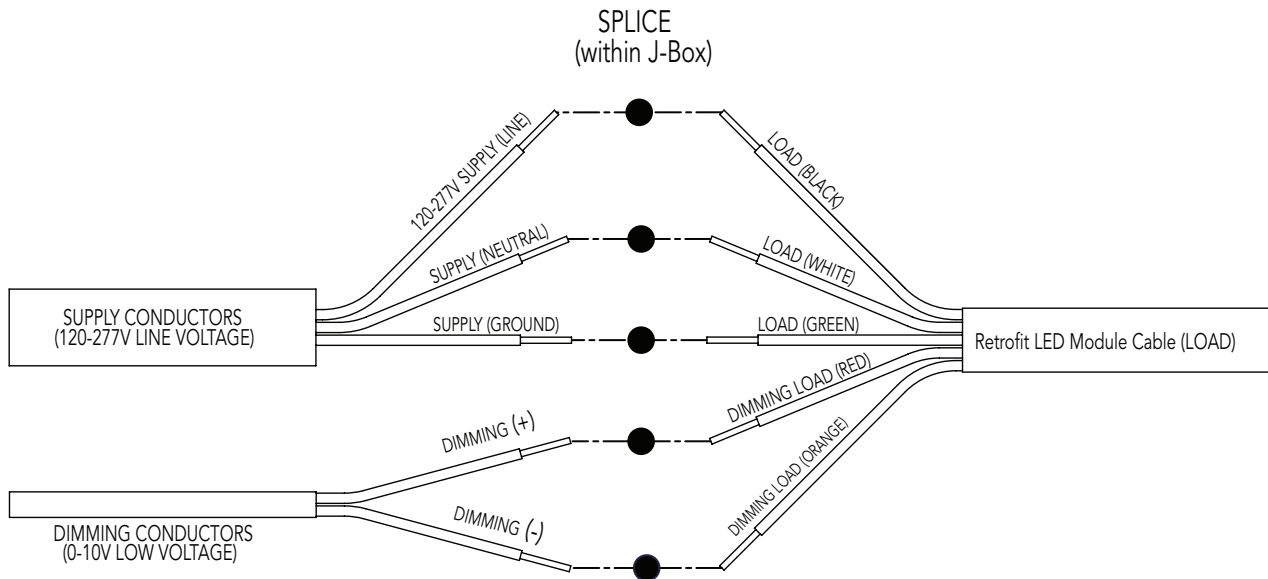 SPLICE
(within J-Box)
120-277V SUPPLY (LINE)
LOAD (BLACK)
SUPPLY (NEUTRAL)
LOAD (WHITE)
SUPPLY CONDUCTORS
(120-277V LINE VOLTAGE)
SUPPLY (GROUND)
LOAD (GREEN)
Retrofit LED Module Cable (LOAD)
DIMMING (+)
DIMMING LOAD (RED)
DIMMING (-)
DIMMING LOAD (ORANGE)
DIMMING CONDUCTORS
(0-10V LOW VOLTAGE)